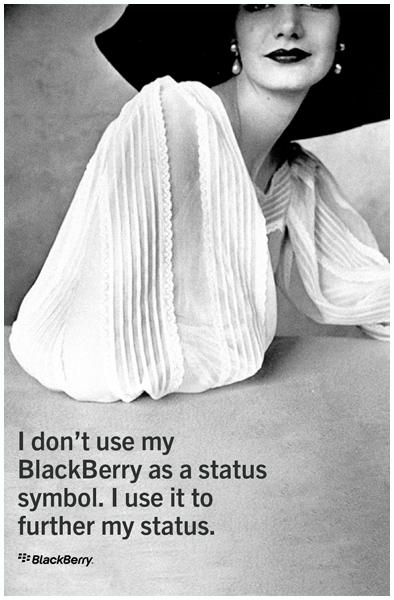 I don't use my
BlackBerry as a status
symbol. I use it to
further my status.
BlackBerry.